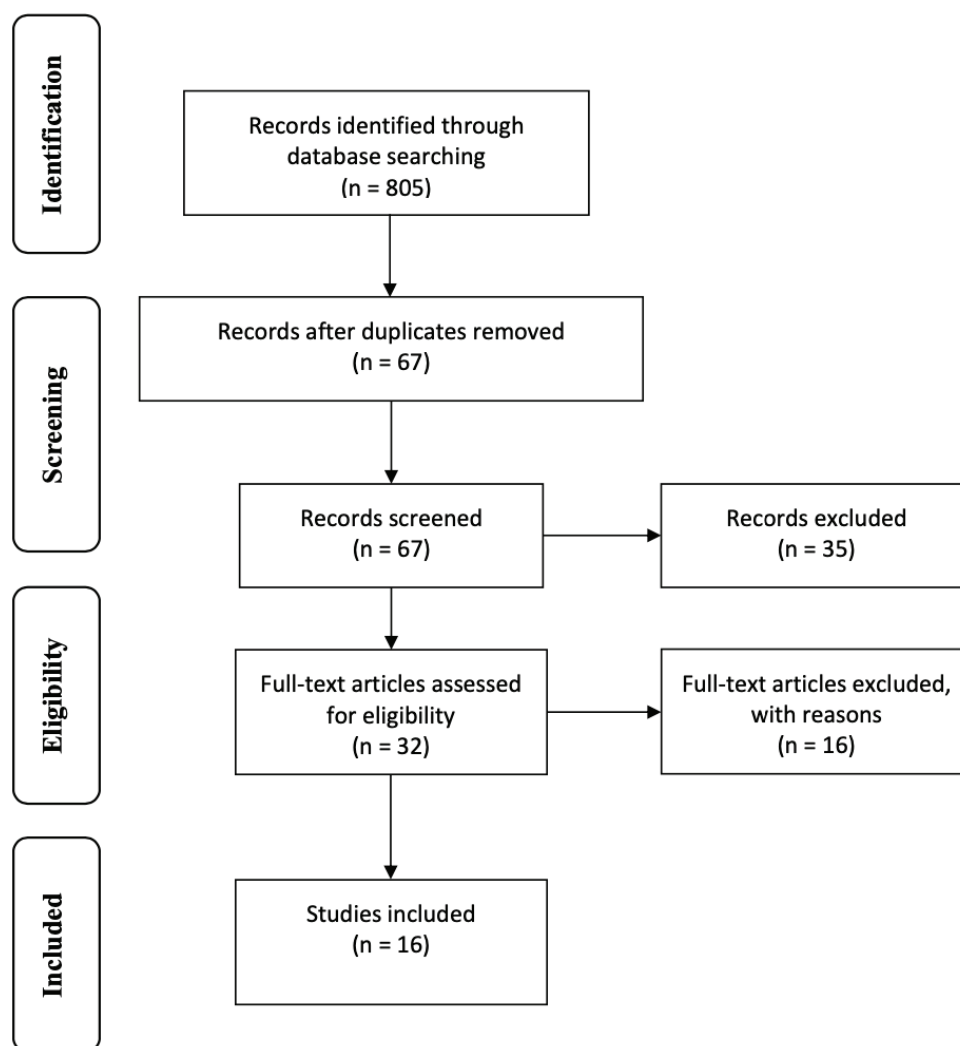 Identification
Records identified through
database searching
(n = 805)
Screening
Records after duplicates removed
(n = 67)
Records screened
(n = 67)
Records excluded
(n = 35)
Eligibility
Full-text articles assessed
for eligibility
(n = 32)
Full-text articles excluded,
with reasons
(n = 16)
Included
Studies included
(n = 16)